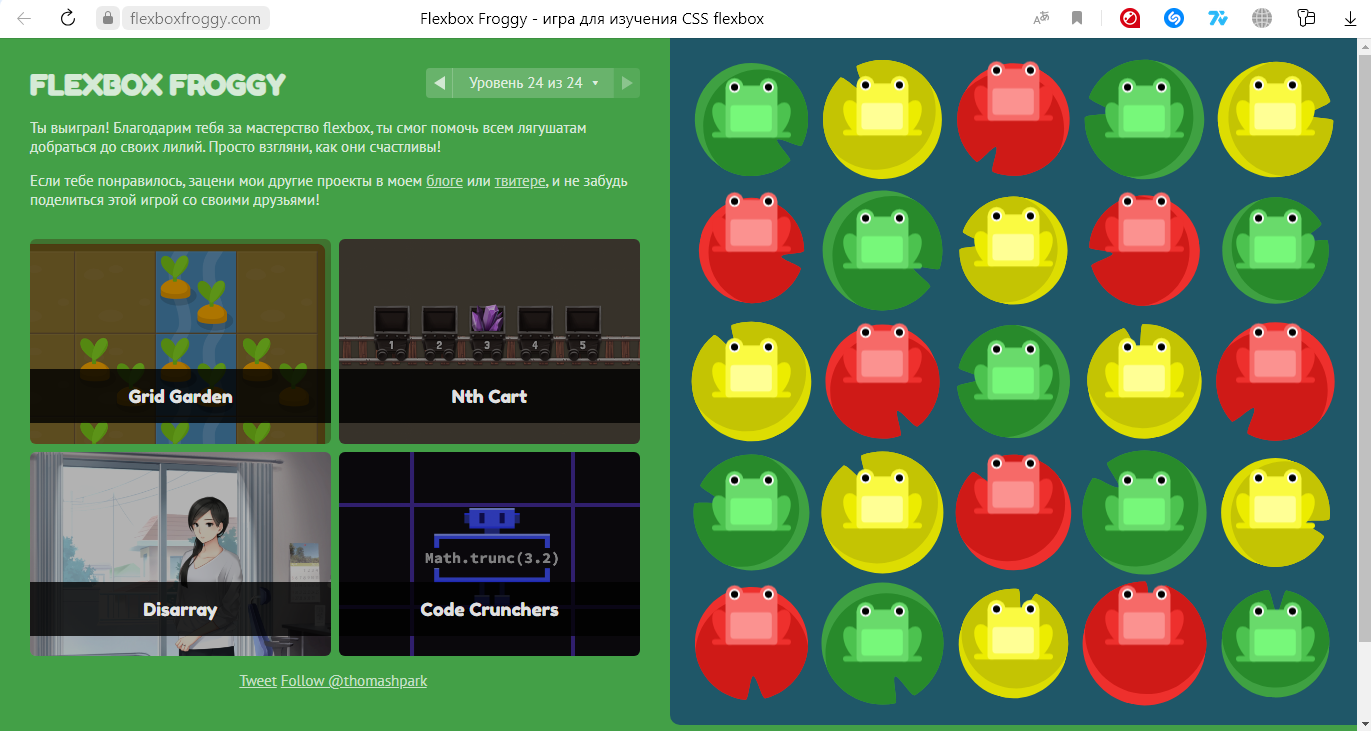 flexboxfroggy.com
Flexbox Froggy - игра для изучения CSS flexbox
FLEXBOX FROGGY
Уровень 24 из 24
Ты выиграл! Благодарим тебя за мастерство flexbox, ты смог помочь всем лягушатам
добраться до своих лилий. Просто взгляни, как они счастливы!
Если тебе понравилось, зацени мои другие проекты в моем блоге или твитере, и не забудь
поделиться этой игрой со своими друзьями!
Grid Garden
1 2 3 4 5
Nth Cart
Disarray
Math.trunc(3.2)
Code Crunchers
Tweet Follow @thomashpark